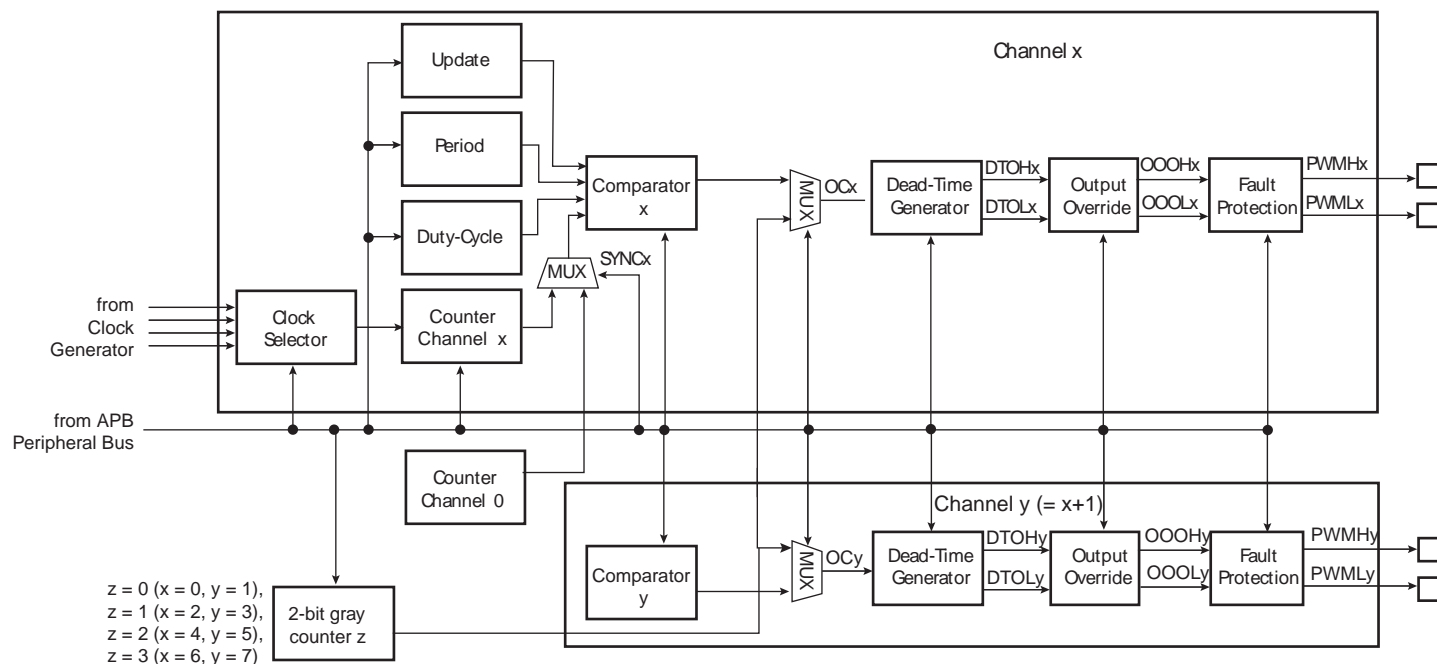 Channel x
Update
Period
Comparator
x
MUX
OCx
Dead-Time
Generator
DTOHx
DTOLx
Output
Override
OOOHx
OOOLx
Fault
Protection
PWMHx
PWMLx
Duty-Cycle
MUX
SYNCx
from
Clock
Generator
Clock
Selector
Counter
Channel x
from APB
Peripheral Bus
Counter
Channel 0
Channel y (= x+1)
Comparator
y
MUX
OCy
Dead-Time
Generator
DTOHy
DTOLy
Output
Override
OOOHy
OOOLy
Fault
Protection
PWMHy
PWMLy
z = 0 (x = 0, y = 1),
z = 1 (x = 2, y = 3),
z = 2 (x = 4, y = 5),
z = 3 (x = 6, y = 7)
2-bit gray
counter z